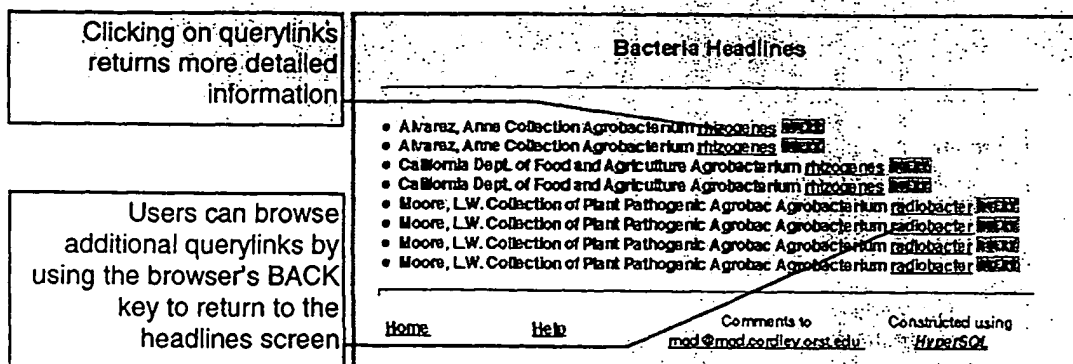 Clicking on querylinks
returns more detailed
information
Users can browse
additional querylinks by
using the browser's BACK
key to return to the
headlines screen
Bacteria Headlines
• Alvarez, Anne Collection Agrobacterium rhizogenes
• Alvarez, Anne Collection Agrobacterium rhizogenes
• California Dept. of Food and Agriculture Agrobacterium rhizogenes
• California Dept. of Food and Agriculture Agrobacterium rhizogenes
• Moore, L.W. Collection of Plant Pathogenic Agrobac Agrobacterium radiobacter
• Moore, L.W. Collection of Plant Pathogenic Agrobac Agrobacterium radiobacter
• Moore, L.W. Collection of Plant Pathogenic Agrobac Agrobacterium radiobacter
• Moore, L.W. Collection of Plant Pathogenic Agrobac Agrobacterium radiobacter
Home Help Comments to Constructed using
mgd@mgd.cordley.orst.edu HyperSQL